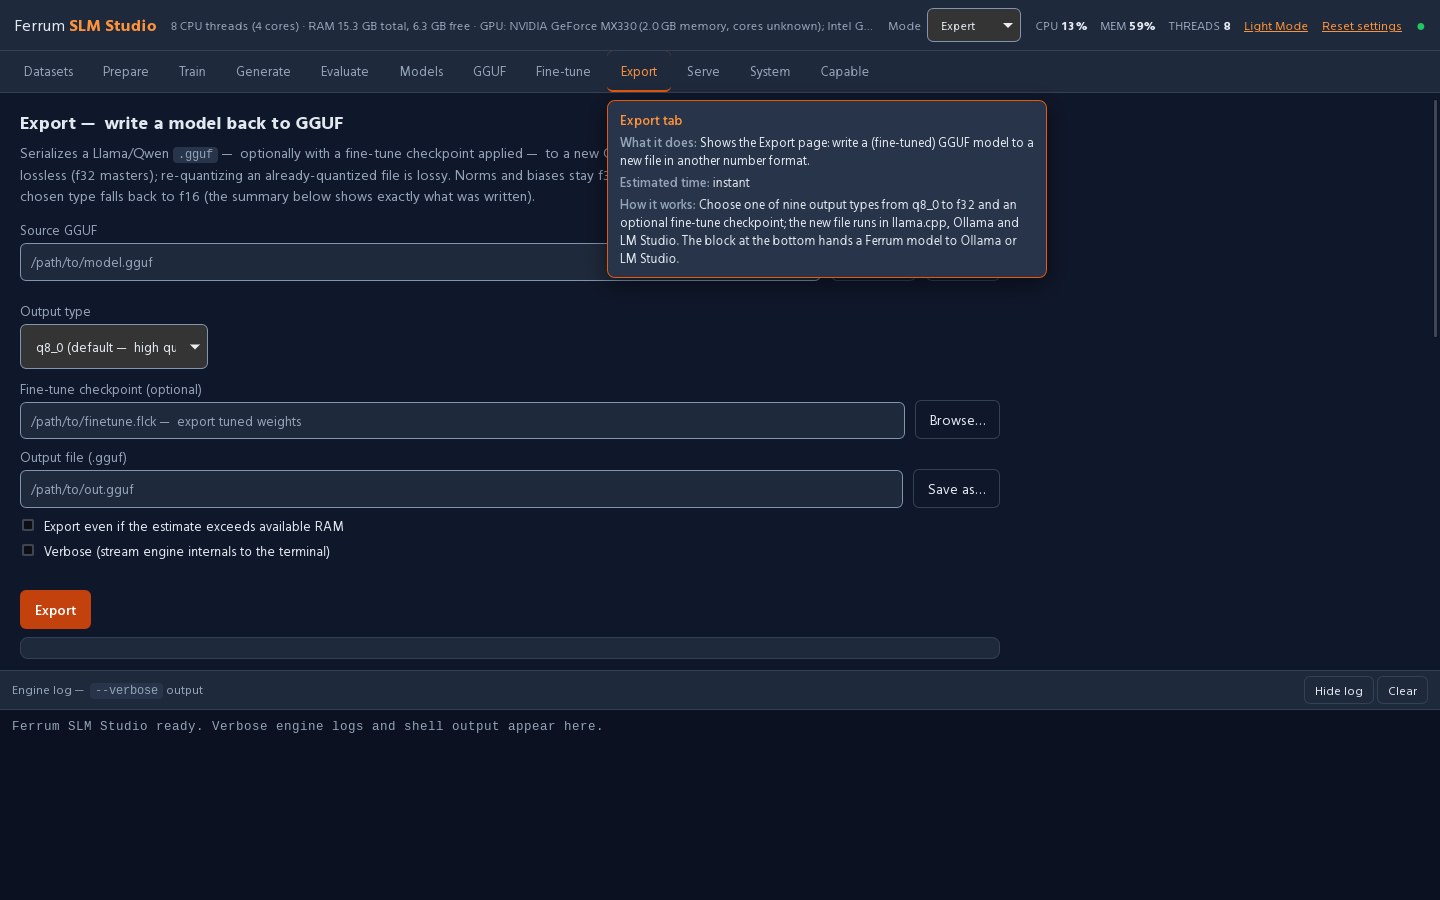 Ferrum SLM Studio
8 CPU threads (4 cores) · RAM 15.3 GB total, 6.3 GB free · GPU: NVIDIA GeForce MX330 (2.0 GB memory, cores unknown); Intel G...
Mode
Expert
CPU 13%
MEM 59%
THREADS 8
Light Mode
Reset settings
Datasets
Prepare
Train
Generate
Evaluate
Models
GGUF
Fine-tune
Export
Serve
System
Capable
Export — write a model back to GGUF
Serializes a Llama/Qwen .gguf — optionally with a fine-tune checkpoint applied — to a new
lossless (f32 masters); re-quantizing an already-quantized file is lossy. Norms and biases stay
chosen type falls back to f16 (the summary below shows exactly what was written).
Export tab
What it does: Shows the Export page: write a (fine-tuned) GGUF model to a
new file in another number format.
Estimated time: instant
How it works: Choose one of nine output types from q8_0 to f32 and an
optional fine-tune checkpoint; the new file runs in llama.cpp, Ollama and
LM Studio. The block at the bottom hands a Ferrum model to Ollama or
LM Studio.
Source GGUF
/path/to/model.gguf
Output type
q8_0 (default — high qu
Fine-tune checkpoint (optional)
/path/to/finetune.flck — export tuned weights
Browse...
Output file (.gguf)
/path/to/out.gguf
Save as...
Export even if the estimate exceeds available RAM
Verbose (stream engine internals to the terminal)
Export
Engine log — --verbose output
Hide log
Clear
Ferrum SLM Studio ready. Verbose engine logs and shell output appear here.